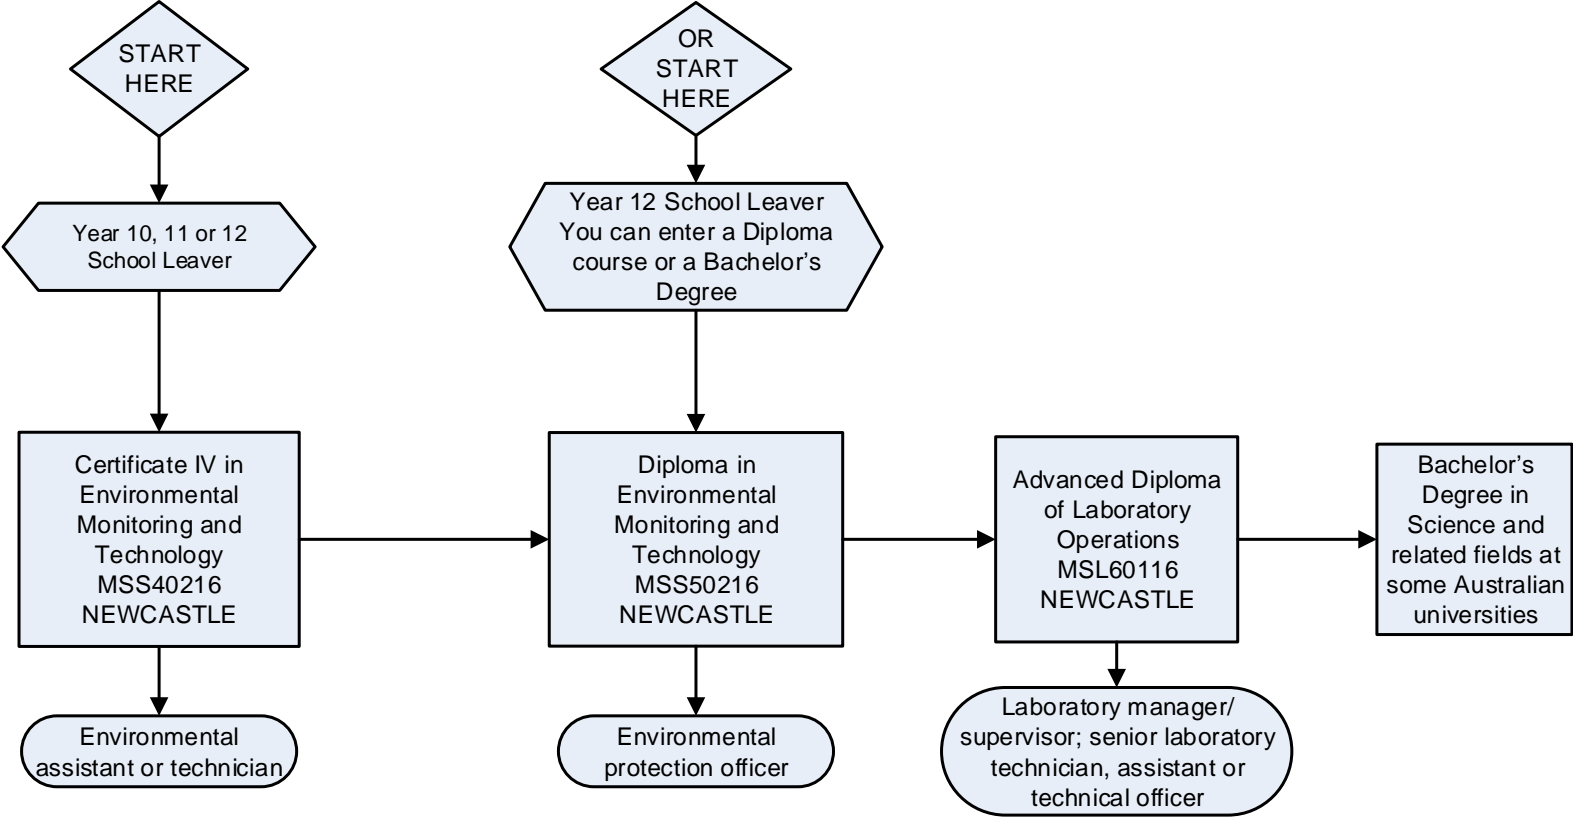 START
HERE
OR
START
HERE
Year 10, 11 or 12
School Leaver
Year 12 School Leaver
You can enter a Diploma
course or a Bachelor’s
Degree
Certificate IV in
Environmental
Monitoring and
Technology
MSS40216
NEWCASTLE
Diploma in
Environmental
Monitoring and
Technology
MSS50216
NEWCASTLE
Advanced Diploma
of Laboratory
Operations
MSL60116
NEWCASTLE
Bachelor’s
Degree in
Science and
related fields at
some Australian
universities
Environmental
assistant or technician
Environmental
protection officer
Laboratory manager/
supervisor; senior laboratory
technician, assistant or
technical officer